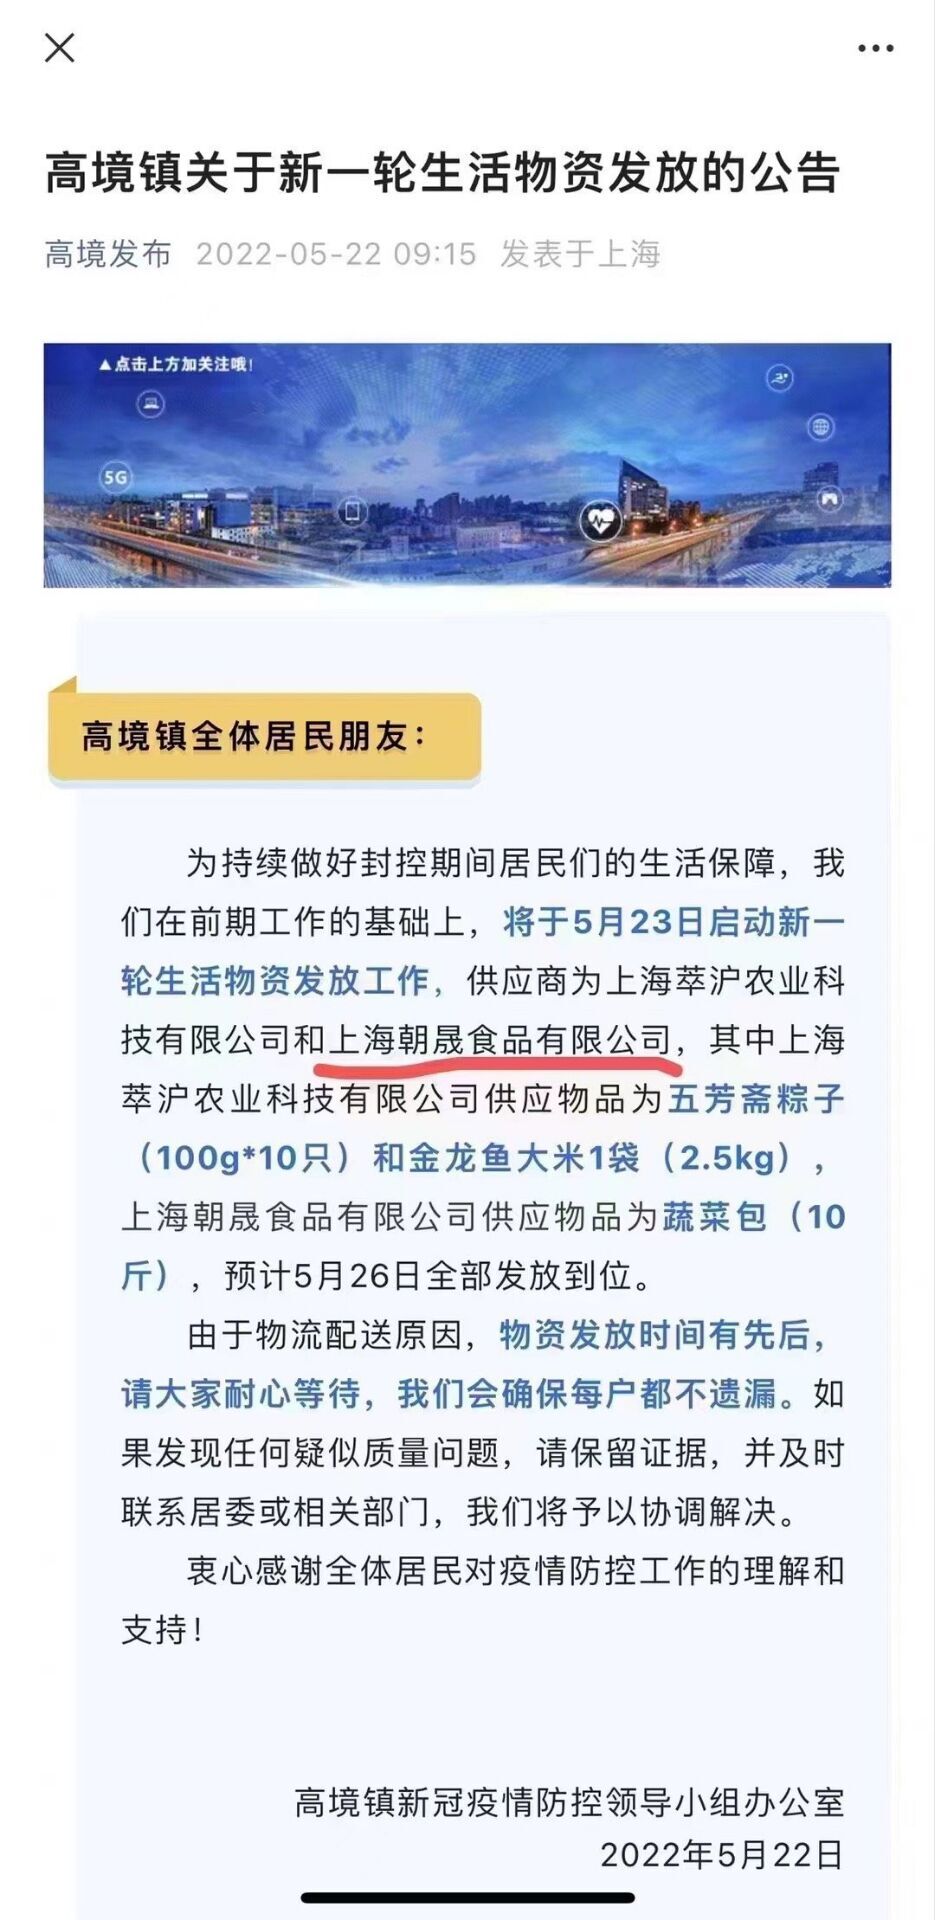 高境镇关于新一轮生活物资发放的公告
高境发布 2022-05-22 09:15 发表于上海
▲点击上方加关注哦!
5G
高境镇全体居民朋友：
为持续做好封控期间居民们的生活保障，我
们在前期工作的基础上，将于5月23日启动新一
轮生活物资发放工作，供应商为上海萃沪农业科
技有限公司和上海朝晟食品有限公司，其中上海
萃沪农业科技有限公司供应物品为五芳斋粽子
（100g*10只）和金龙鱼大米1袋（2.5kg），
上海朝晟食品有限公司供应物品为蔬菜包（10
斤），预计5月26日全部发放到位。
由于物流配送原因，物资发放时间有先后，
请大家耐心等待，我们会确保每户都不遗漏。如
果发现任何疑似质量问题，请保留证据，并及时
联系居委或相关部门，我们将予以协调解决。
衷心感谢全体居民对疫情防控工作的理解和
支持！
高境镇新冠疫情防控领导小组办公室
2022年5月22日